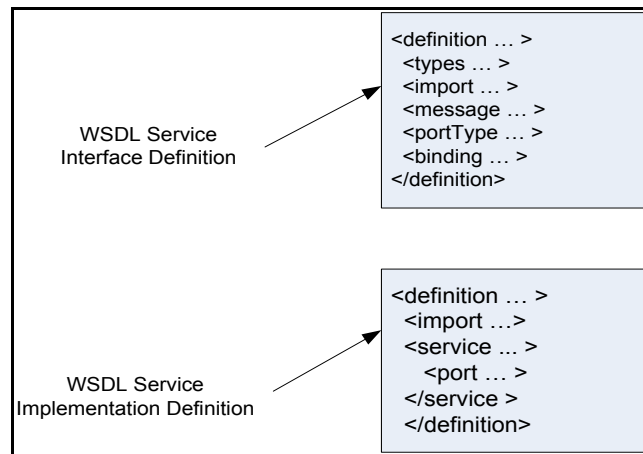 WSDL Service
Interface Definition
<definition … >
<types … >
<import … >
<message … >
<portType … >
<binding … >
</definition>
WSDL Service
Implementation Definition
<definition … >
<import …>
<service ... >
<port … >
</service >
</definition>